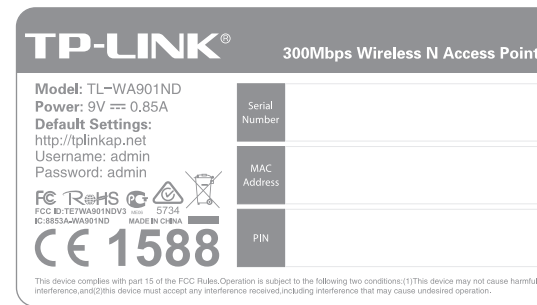 TP-LINK®
300Mbps Wireless N Access Point
Model: TL-WA901ND
Power: 9V 0.85A
Default Settings:
http://tplinkap.net
Username: admin
Password: admin
Serial
Number
MAC
Address
PIN
FC RoHS PG
FCC ID:TE7WA901NDV3 5734
IC:8853A-WA901ND MADE IN CHINA
CE 1588
This device complies with part 15 of the FCC Rules.Operation is subject to the following two conditions:(1)This device may not cause harmful
interference,and(2)this device must accept any interference received,including interference that may cause undesired operation.